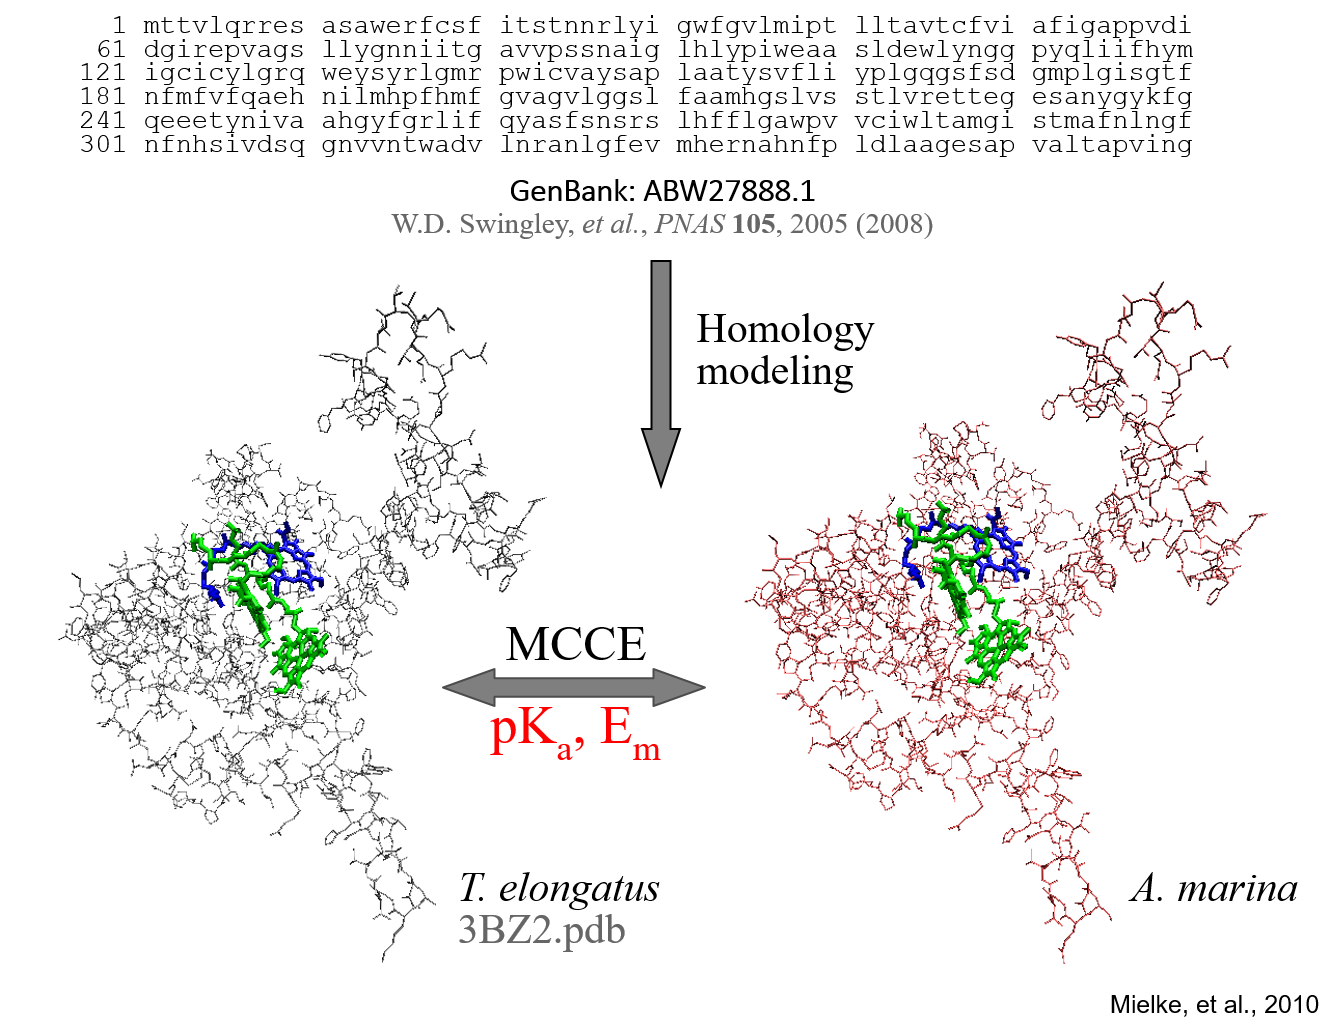 1 mttvlqrres asawerfcsf itstnnrlyi gwfgvlmipt lltavtcfvi afigappvdi
61 dgirepvags llygnniitg avvpssnaig lhlypiweaa sldewlyngg pyqliifhym
121 igcicylgrq weysyrlgmr pwicvaysap laatysvfli yplgqgsfsd gmplgisgtf
181 nfmfvfqaeh nilmhpfhmf gvagvlggsl faamhgslvs stlvretteg esanygykfg
241 qeeetyniva ahgyfgrlif qyasfsnsrs lhfflgawpv vciwltamgi stmafnlngf
301 nfnhsivdsq gnvvntwadv lnranlgfev mhernahnfp ldlaagesap valtapving
GenBank: ABW27888.1
W.D. Swingley, et al., PNAS 105, 2005 (2008)
Homology
modeling
MCCE
pKa, Em
T. elongatus
3BZ2.pdb
A. marina
Mielke, et al., 2010